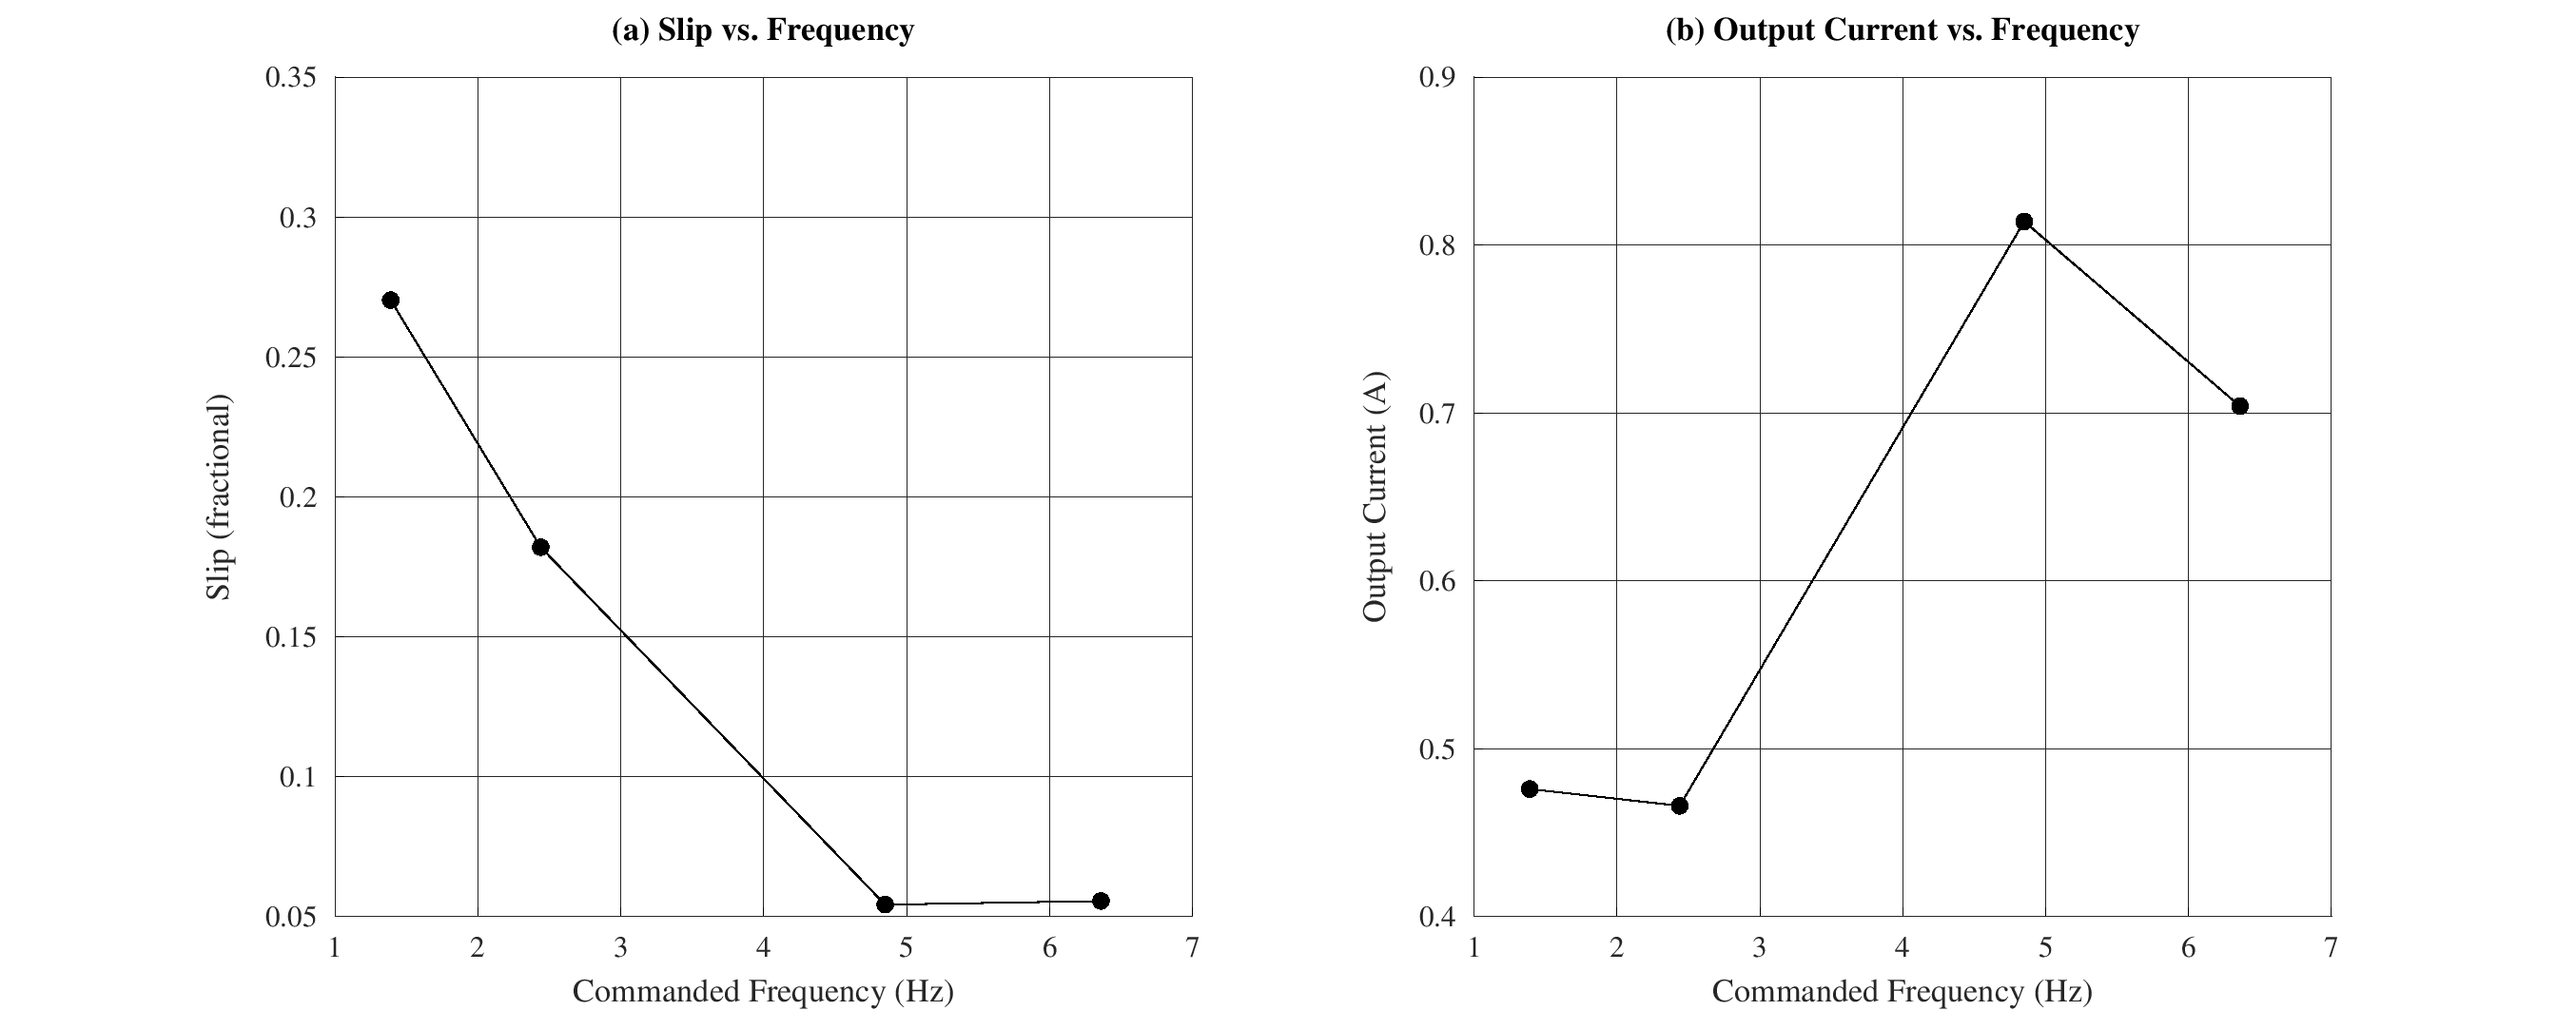 (a) Slip vs. Frequency
0.35
0.3
0.25
0.2
0.15
0.1
0.05
Slip (fractional)
1 2 3 4 5 6 7
Commanded Frequency (Hz)
(b) Output Current vs. Frequency
0.9
0.8
0.7
0.6
0.5
0.4
Output Current (A)
1 2 3 4 5 6 7
Commanded Frequency (Hz)